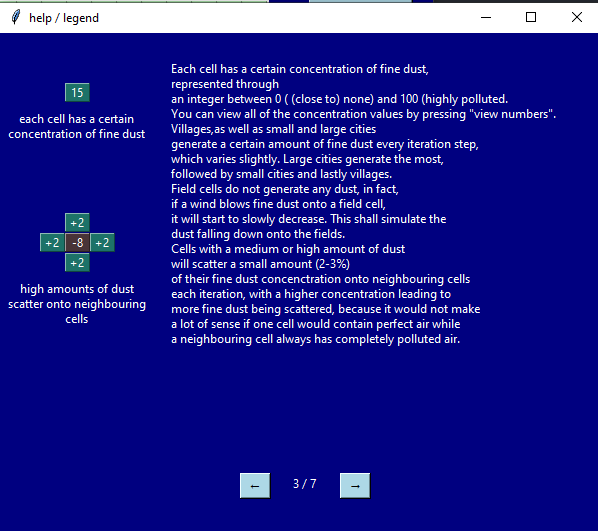 help / legend
15
each cell has a certain
concentration of fine dust
+2
+2 -8 +2
+2
high amounts of dust
scatter onto neighbouring
cells
Each cell has a certain concentration of fine dust,
represented through
an integer between 0 ( (close to) none) and 100 (highly polluted.
You can view all of the concentration values by pressing "view numbers".
Villages,as well as small and large cities
generate a certain amount of fine dust every iteration step,
which varies slightly. Large cities generate the most,
followed by small cities and lastly villages.
Field cells do not generate any dust, in fact,
if a wind blows fine dust onto a field cell,
it will start to slowly decrease. This shall simulate the
dust falling down onto the fields.
Cells with a medium or high amount of dust
will scatter a small amount (2-3%)
of their fine dust concenctration onto neighbouring cells
each iteration, with a higher concentration leading to
more fine dust being scattered, because it would not make
a lot of sense if one cell would contain perfect air while
a neighbouring cell always has completely polluted air.
← 3 / 7 →